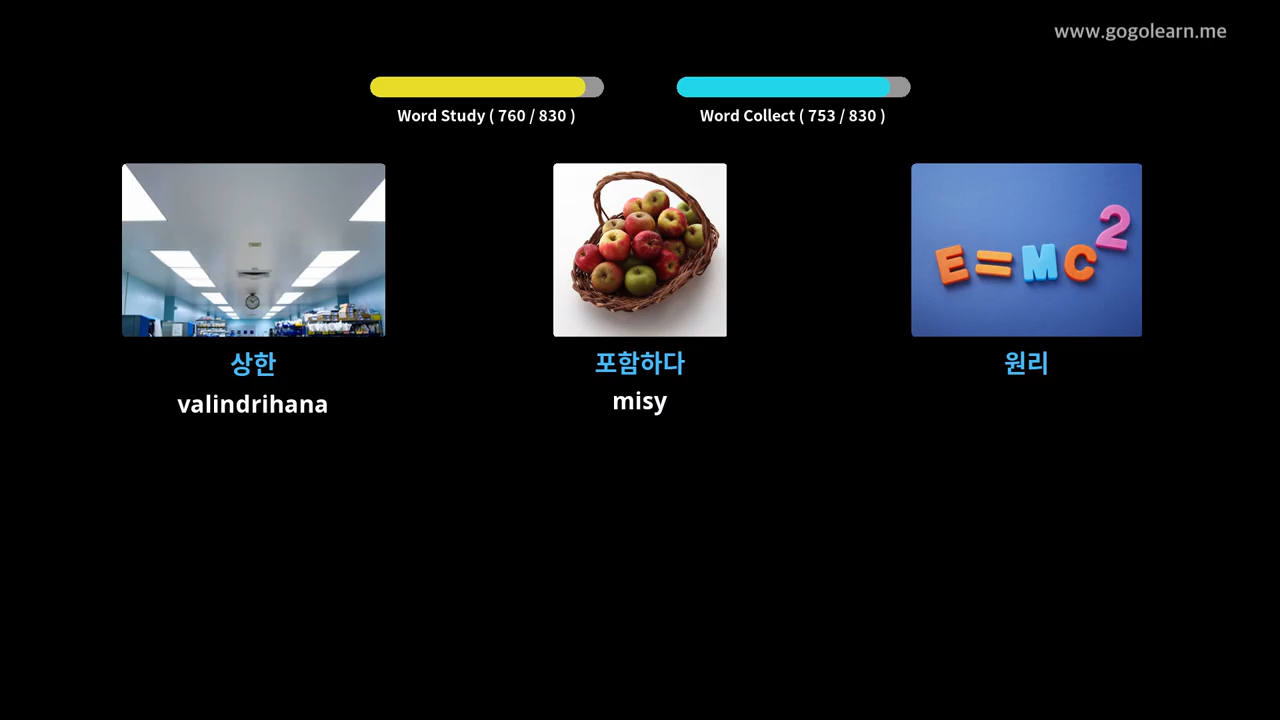 www.gogolearn.me
Word Study ( 760 / 830 )
Word Collect ( 753 / 830 )
E=MC2
상한
포함하다
원리
valindrihana
misy